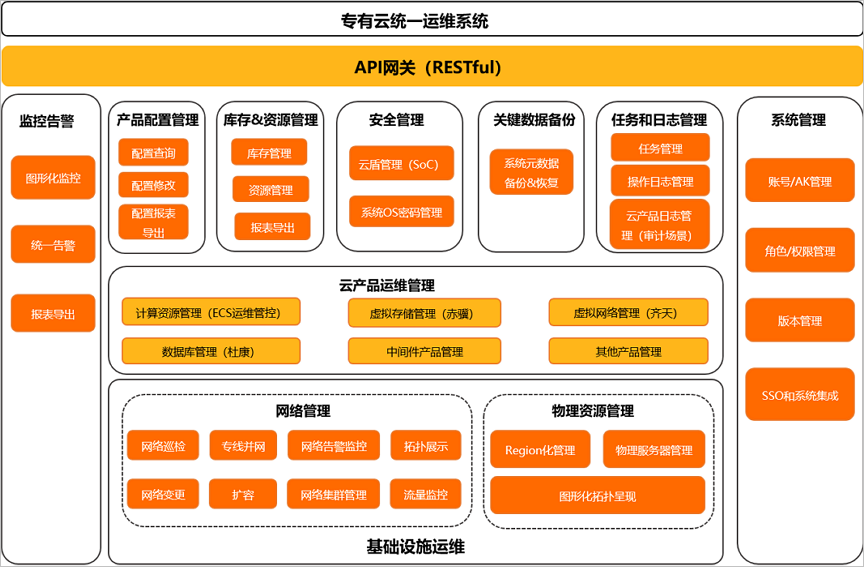 专有云统一运维系统
API网关（RESTful）
监控告警
图形化监控
统一告警
报表导出
产品配置管理
配置查询
配置修改
配置报表
导出
库存&资源管理
库存管理
资源管理
报表导出
安全管理
云盾管理（SoC）
系统OS密码管理
关键数据备份
系统元数据
备份&恢复
任务和日志管理
任务管理
操作日志管理
云产品日志管
理（审计场景）
系统管理
账号/AK管理
角色/权限管理
版本管理
SSO和系统集成
云产品运维管理
计算资源管理（ECS运维管控）
虚拟存储管理（赤骥）
虚拟网络管理（齐天）
数据库管理（杜康）
中间件产品管理
其他产品管理
网络管理
网络巡检
专线并网
网络告警监控
拓扑展示
网络变更
扩容
网络集群管理
流量监控
物理资源管理
Region化管理
物理服务器管理
图形化拓扑呈现
基础设施运维